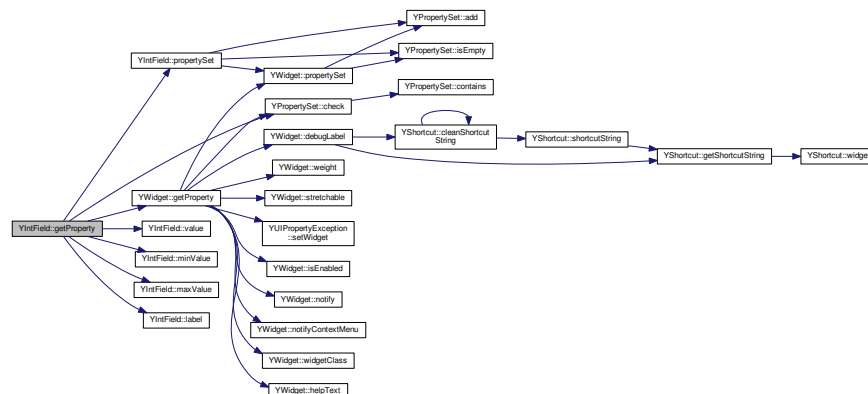 YPropertySet::add
YIntField::propertySet
YPropertySet::isEmpty
YWidget::propertySet
YPropertySet::contains
YPropertySet::check
YWidget::debugLabel
YShortcut::cleanShortcut
String
YShortcut::shortcutString
YShortcut::getShortcutString
YShortcut::widget
YWidget::weight
YWidget::getProperty
YWidget::stretchable
YIntField::getProperty
YIntField::value
YUIPropertyException
::setWidget
YIntField::minValue
YWidget::isEnabled
YIntField::maxValue
YWidget::notify
YIntField::label
YWidget::notifyContextMenu
YWidget::widgetClass
YWidget::helpText